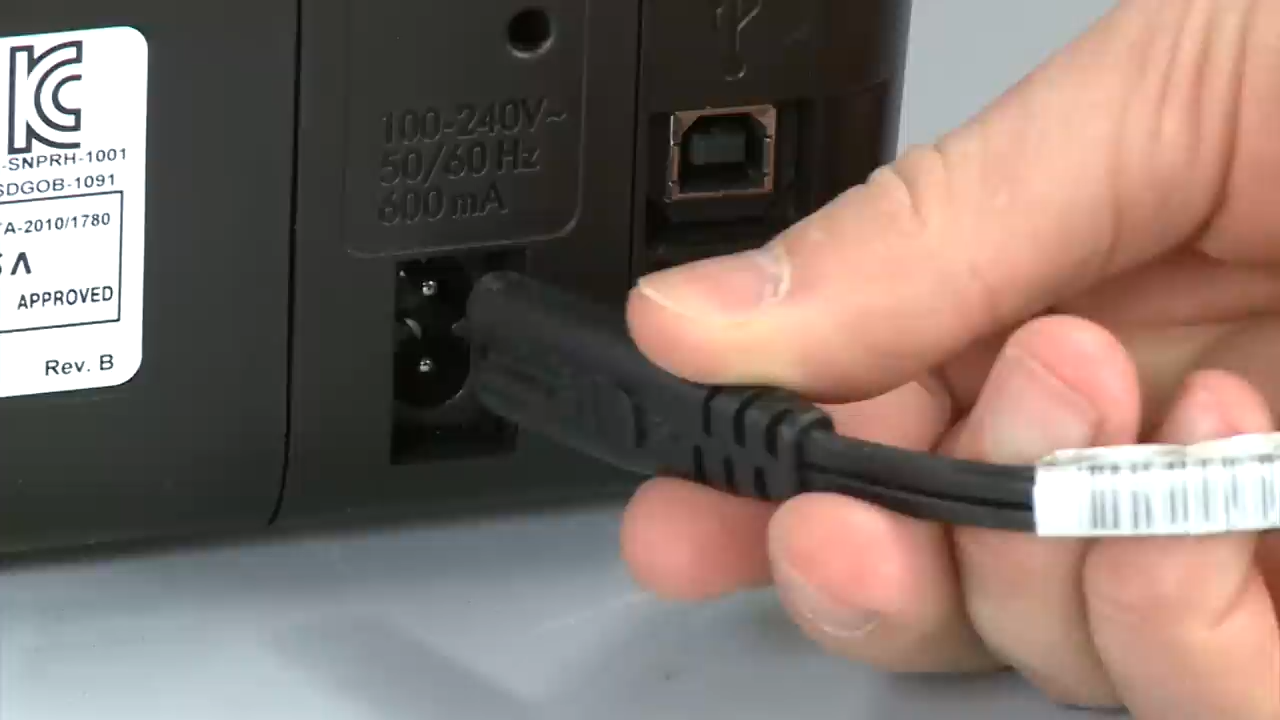 KC
-SNPRH-1001
SDGOB-1091
TA-2010/1780
APPROVED
Rev. B
100-240V~
50/60 Hz
600 mA